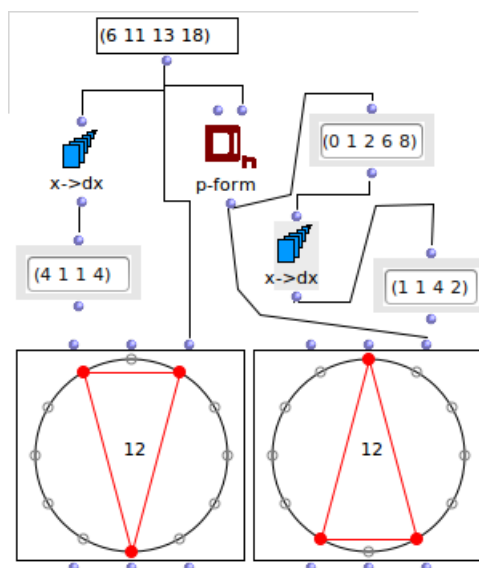 (6 11 13 18)
x->dx
p-form
n
(0 1 2 6 8)
x->dx
(4 1 1 4)
(1 1 4 2)
12
12